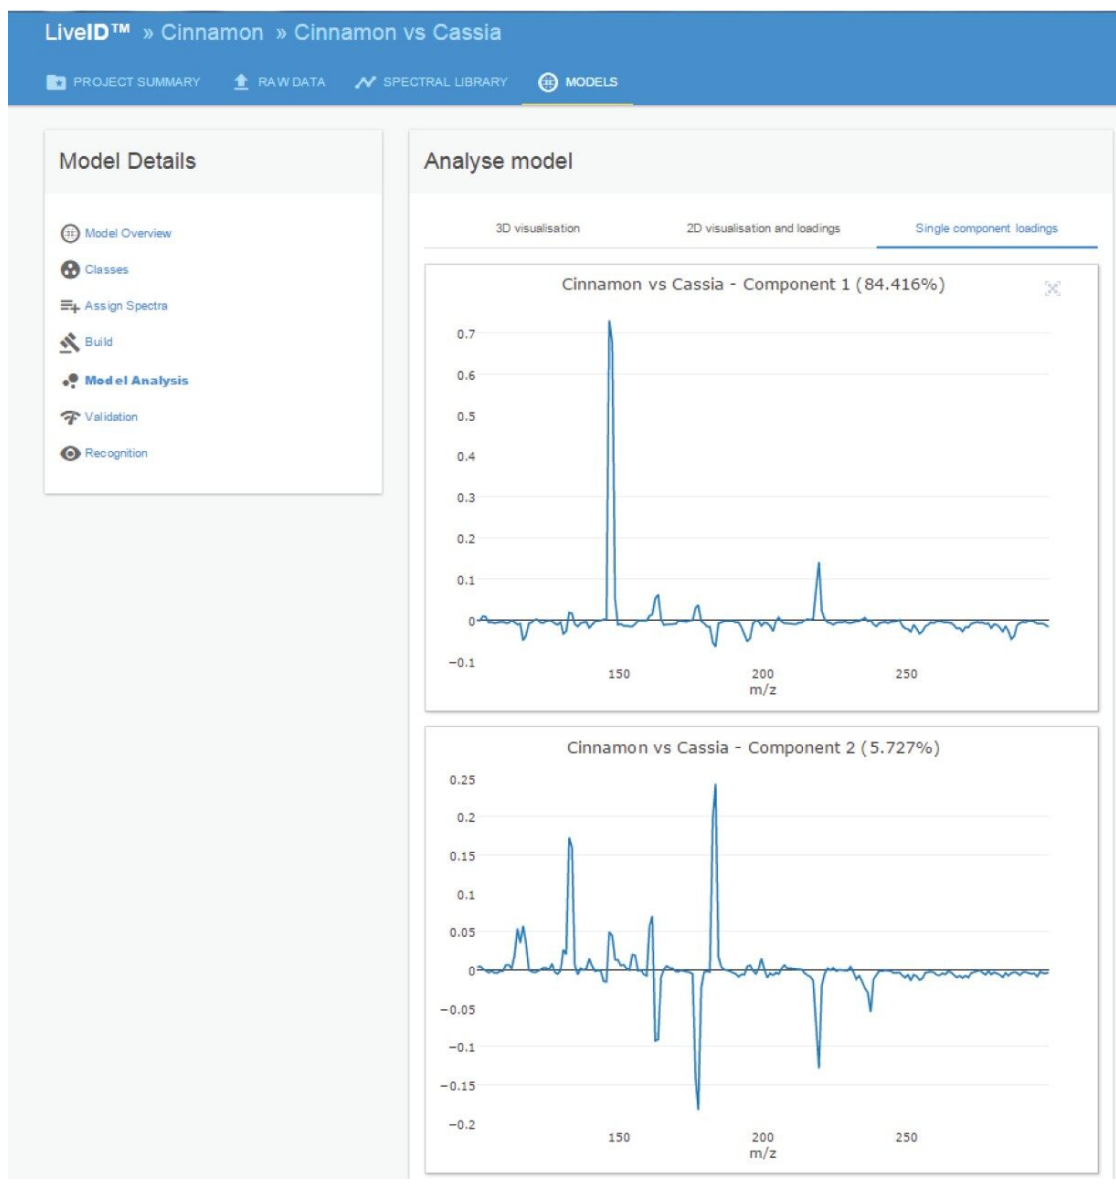 LiveID™ » Cinnamon » Cinnamon vs Cassia
PROJECT SUMMARY RAW DATA SPECTRAL LIBRARY MODELS
Model Details
Model Overview
Classes
Assign Spectra
Build
Model Analysis
Validation
Recognition
Analyse model
3D visualisation 2D visualisation and loadings Single component loadings
Cinnamon vs Cassia - Component 1 (84.416%)
0.7
0.6
0.5
0.4
0.3
0.2
0.1
0
−0.1
150 200 250
m/z
Cinnamon vs Cassia - Component 2 (5.727%)
0.25
0.2
0.15
0.1
0.05
0
−0.05
−0.1
−0.15
−0.2
150 200 250
m/z